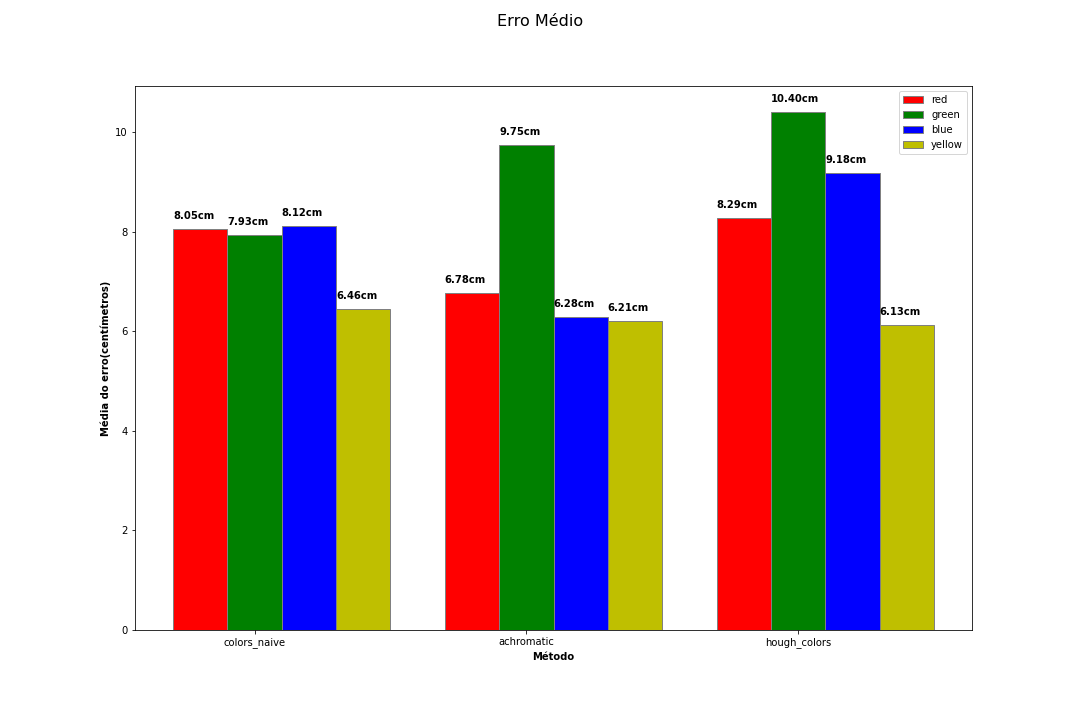 Erro Médio
red
green
blue
yellow
10.40cm
9.75cm
9.18cm
8.29cm
8.05cm
7.93cm
8.12cm
6.78cm
6.46cm
6.28cm
6.21cm
6.13cm
10
8
6
4
2
0
Média do erro(centímetros)
colors_naive
achromatic
hough_colors
Método